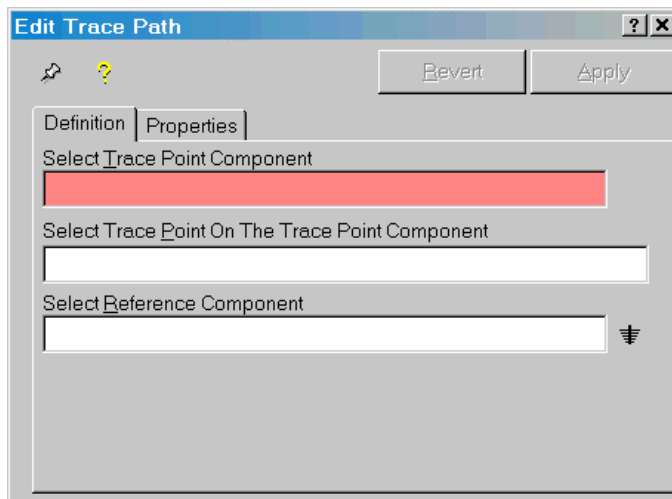 Edit Trace Path
? X
?
Revert Apply
Definition Properties
Select Trace Point Component
Select Trace Point On The Trace Point Component
Select Reference Component